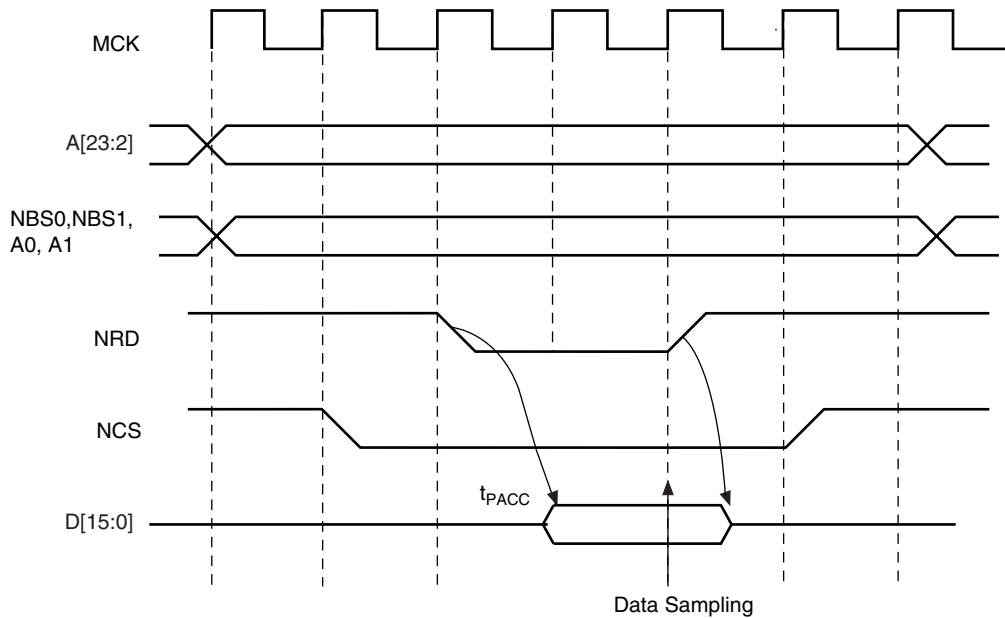 MCK
A[23:2]
NBS0,NBS1,
A0, A1
NRD
NCS
tPACC
D[15:0]
Data Sampling